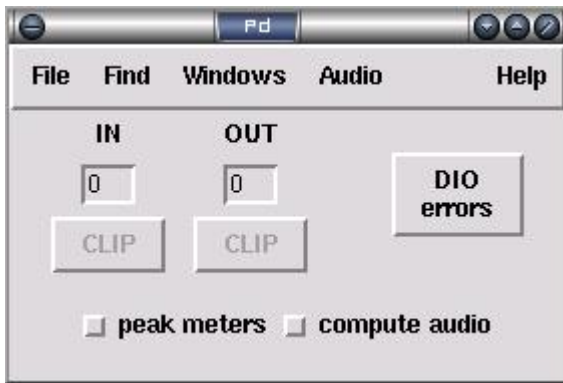 Pd
File Find Windows Audio Help
IN OUT
0 0
DIO
errors
CLIP CLIP
peak meters compute audio